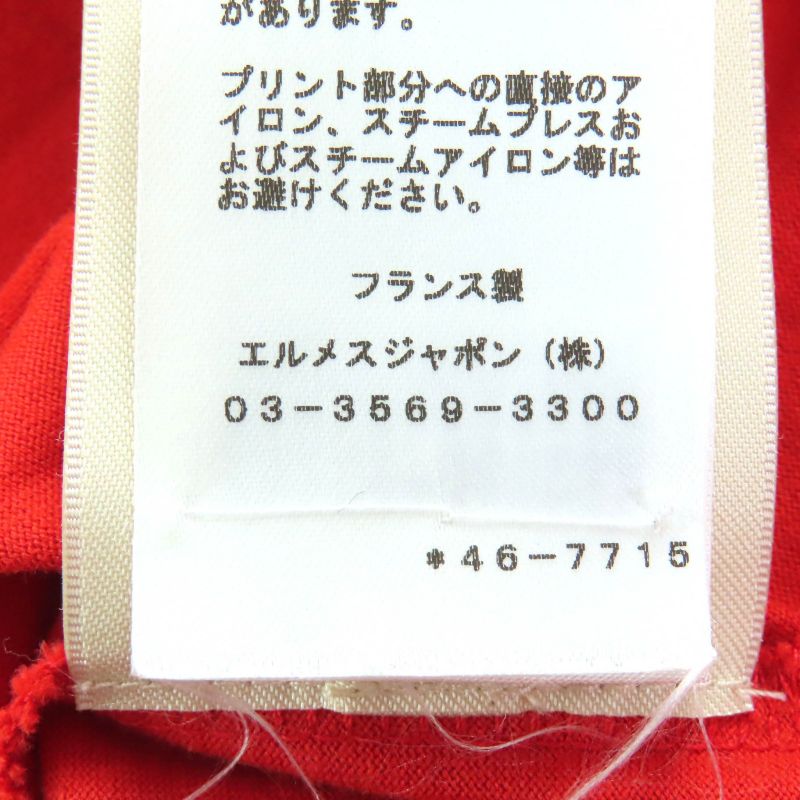 があります。
プリント部分への直接のア
イロン、スチームプレスお
よびスチームアイロン等は
お避けください。
フランス製
エルメスジャポン（株）
03-3569-3300
*46-7715